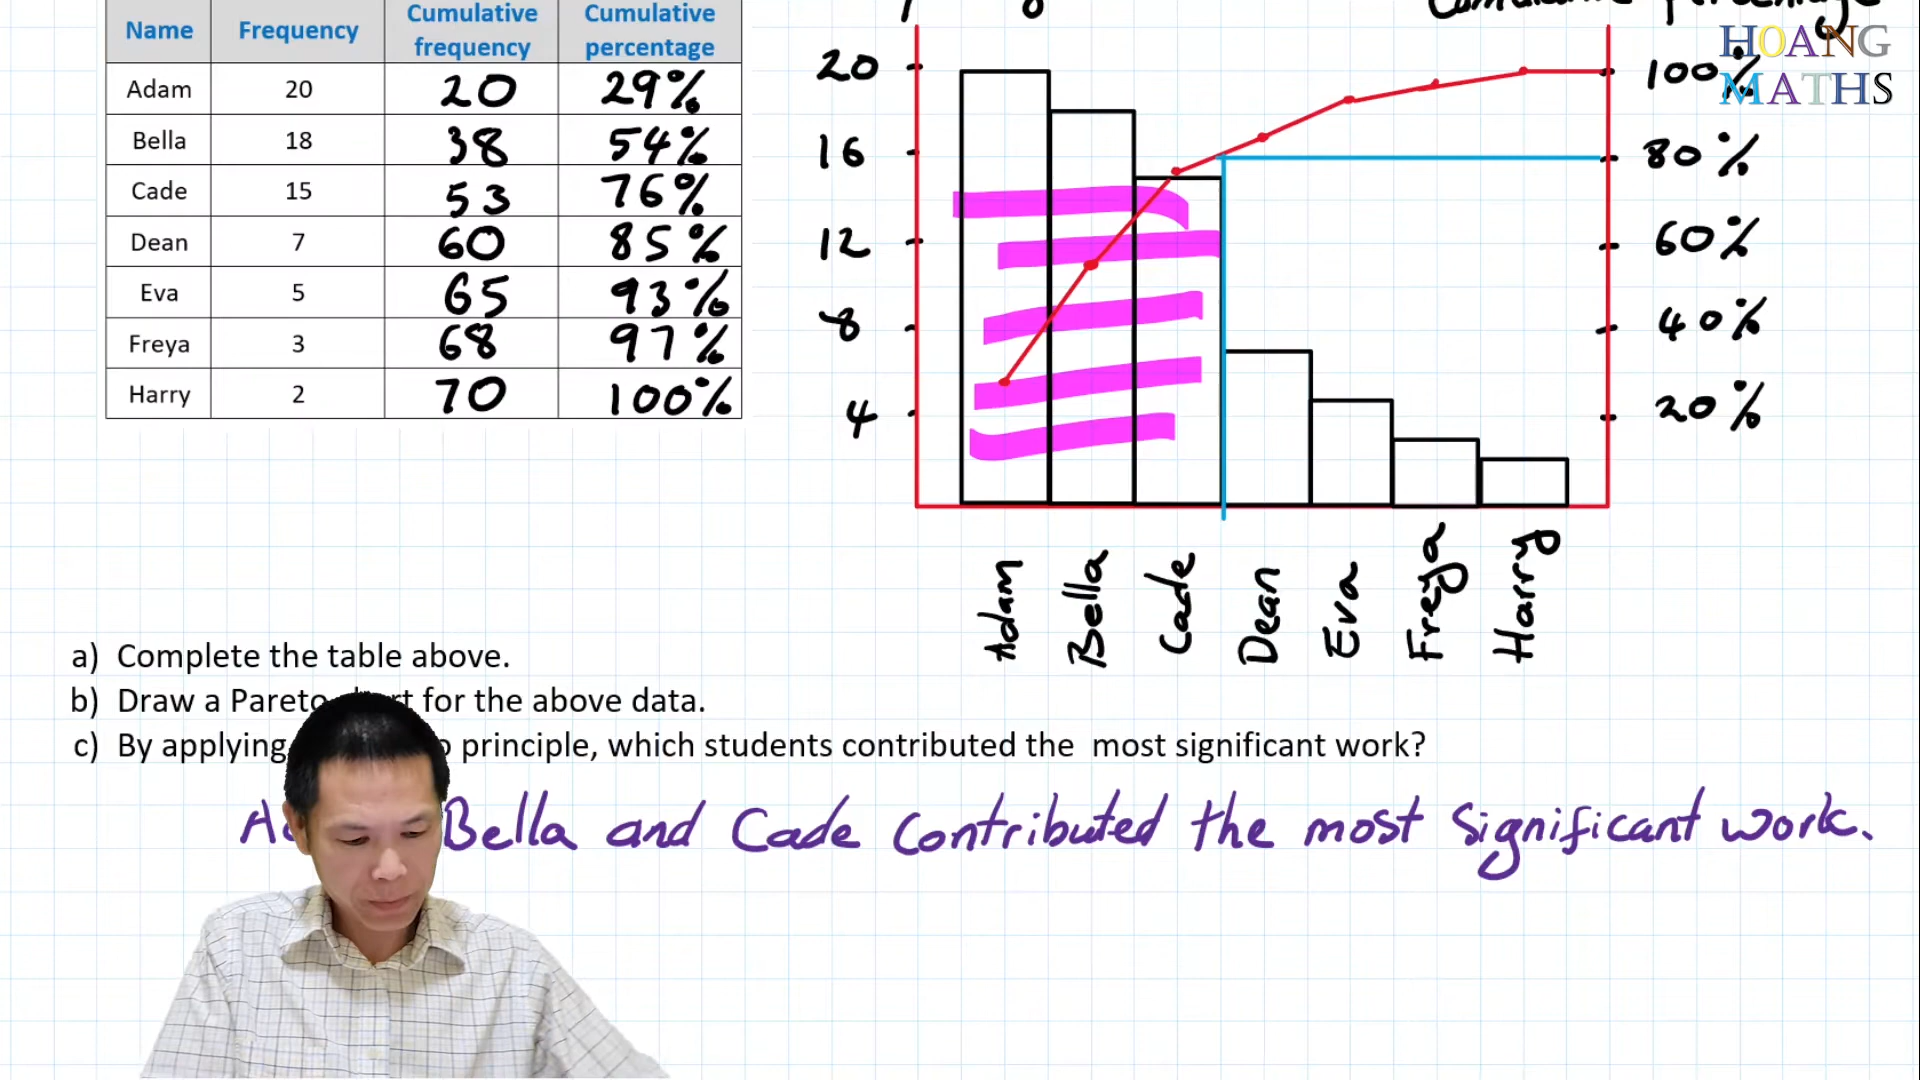 Cumulative percentage
HOANG
MATHS
Name Frequency Cumulative frequency Cumulative percentage
Adam 20 20 29%
Bella 18 38 54%
Cade 15 53 76%
Dean 7 60 85%
Eva 5 65 93%
Freya 3 68 97%
Harry 2 70 100%
20
16
12
8
4
100%
80%
60%
40%
20%
Adam Bella Cade Dean Eva Freya Harry
a) Complete the table above.
b) Draw a Pareto for the above data.
c) By applying principle, which students contributed the most significant work?
Bella and Cade contributed the most significant work.